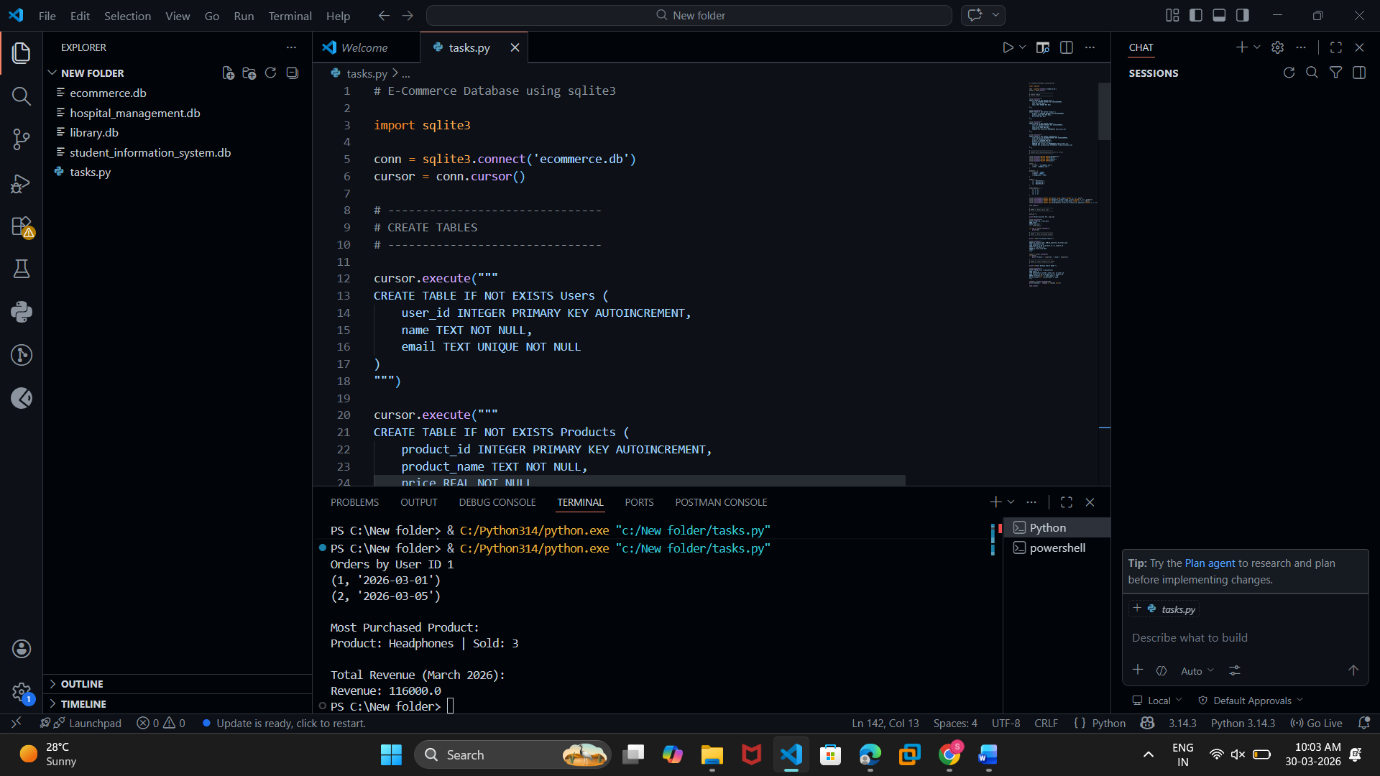 File Edit Selection View Go Run Terminal Help
New folder
EXPLORER
NEW FOLDER
ecommerce.db
hospital_management.db
library.db
student_information_system.db
tasks.py
OUTLINE
TIMELINE
Welcome
tasks.py
tasks.py > ...
1 # E-Commerce Database using sqlite3
2
3 import sqlite3
4
5 conn = sqlite3.connect('ecommerce.db')
6 cursor = conn.cursor()
7
8 # -------------------------------
9 # CREATE TABLES
10 # -------------------------------
11
12 cursor.execute("""
13 CREATE TABLE IF NOT EXISTS Users (
14 user_id INTEGER PRIMARY KEY AUTOINCREMENT,
15 name TEXT NOT NULL,
16 email TEXT UNIQUE NOT NULL
17 )
18 """)
19
20 cursor.execute("""
21 CREATE TABLE IF NOT EXISTS Products (
22 product_id INTEGER PRIMARY KEY AUTOINCREMENT,
23 product_name TEXT NOT NULL,
24 price REAL NOT NULL
PROBLEMS OUTPUT DEBUG CONSOLE TERMINAL PORTS POSTMAN CONSOLE
PS C:\New folder> & C:/Python314/python.exe "c:/New folder/tasks.py"
PS C:\New folder> & C:/Python314/python.exe "c:/New folder/tasks.py"
Orders by User ID 1
(1, '2026-03-01')
(2, '2026-03-05')
Most Purchased Product:
Product: Headphones | Sold: 3
Total Revenue (March 2026):
Revenue: 116000.0
PS C:\New folder>
Python
powershell
CHAT
SESSIONS
Tip: Try the Plan agent to research and plan
before implementing changes.
tasks.py
Describe what to build
Auto
Local Default Approvals
Launchpad 0 0 Update is ready, click to restart. Ln 142, Col 13 Spaces: 4 UTF-8 CRLF { } Python 3.14.3 Python 3.14.3 Go Live
1
28°C
Sunny
Search
S
ENG
IN
10:03 AM
30-03-2026